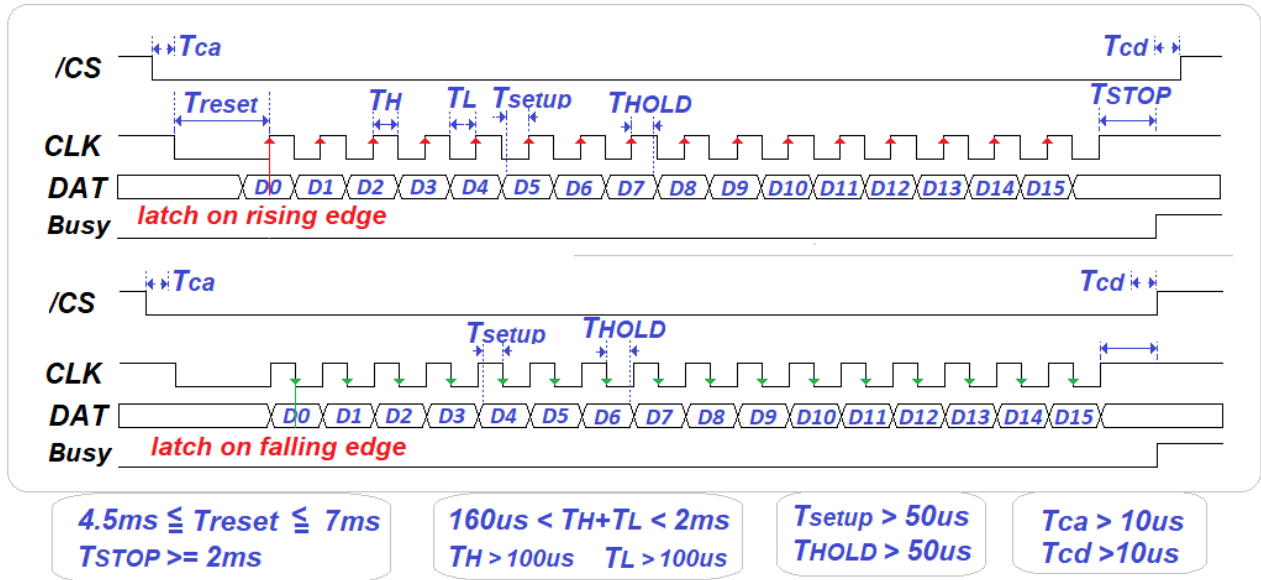 Tca Tcd
/CS
Treset TH TL Tsetup THOLD TSTOP
CLK
DAT D0 D1 D2 D3 D4 D5 D6 D7 D8 D9 D10 D11 D12 D13 D14 D15
latch on rising edge
Busy
Tca Tcd
/CS
Tsetup THOLD
CLK
DAT D0 D1 D2 D3 D4 D5 D6 D7 D8 D9 D10 D11 D12 D13 D14 D15
latch on falling edge
Busy
4.5ms ≦ Treset ≦ 7ms
TSTOP >= 2ms
160us < TH+TL < 2ms
TH >100us TL >100us
Tsetup > 50us
THOLD > 50us
Tca > 10us
Tcd >10us